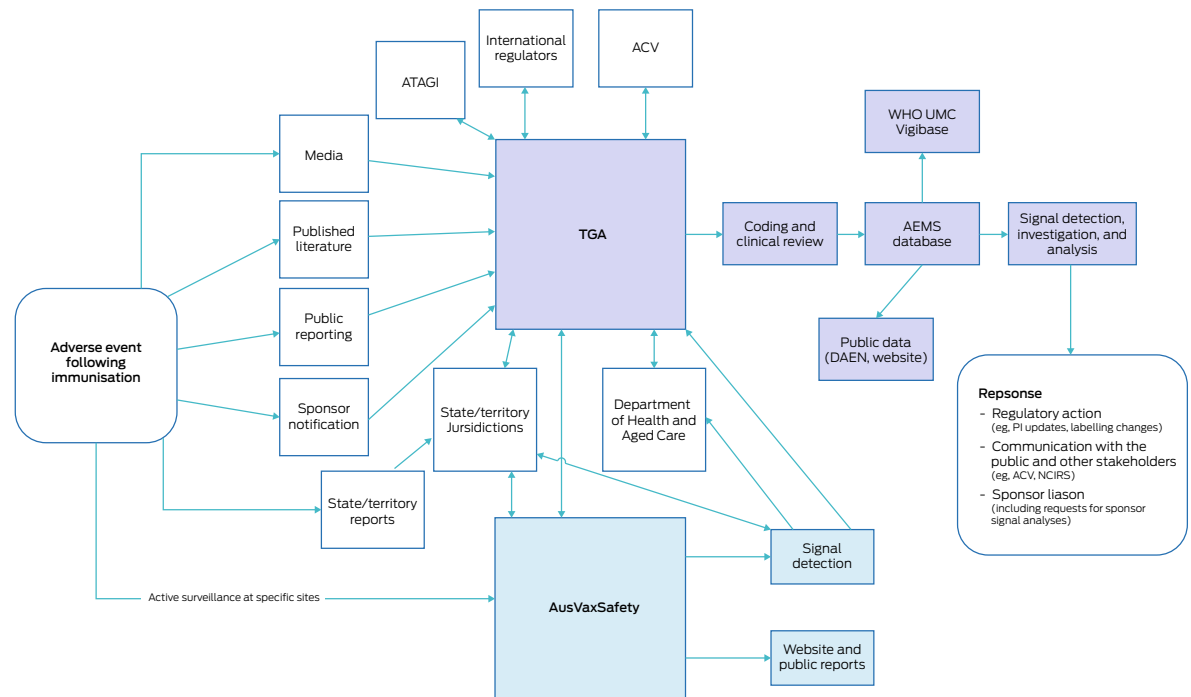 International
regulators
ACV
ATAGI
WHO UMC
Vigibase
Media
Published
literature
TGA
Coding and
clinical review
AEMS
database
Signal detection,
investigation, and
analysis
Public
reporting
Adverse event
following
immunisation
Public data
(DAEN, website)
Sponsor
notification
State/territory
Jursidictions
Department
of Health and
Aged Care
Repsonse
- Regulatory action
(eg, PI updates, labelling changes)
- Communication with the
public and other stakeholders
(eg, ACV, NCIRS)
- Sponsor liason
(including requests for sponsor
signal analyses)
State/territory
reports
Signal
detection
Active surveillance at specific sites
AusVaxSafety
Website and
public reports